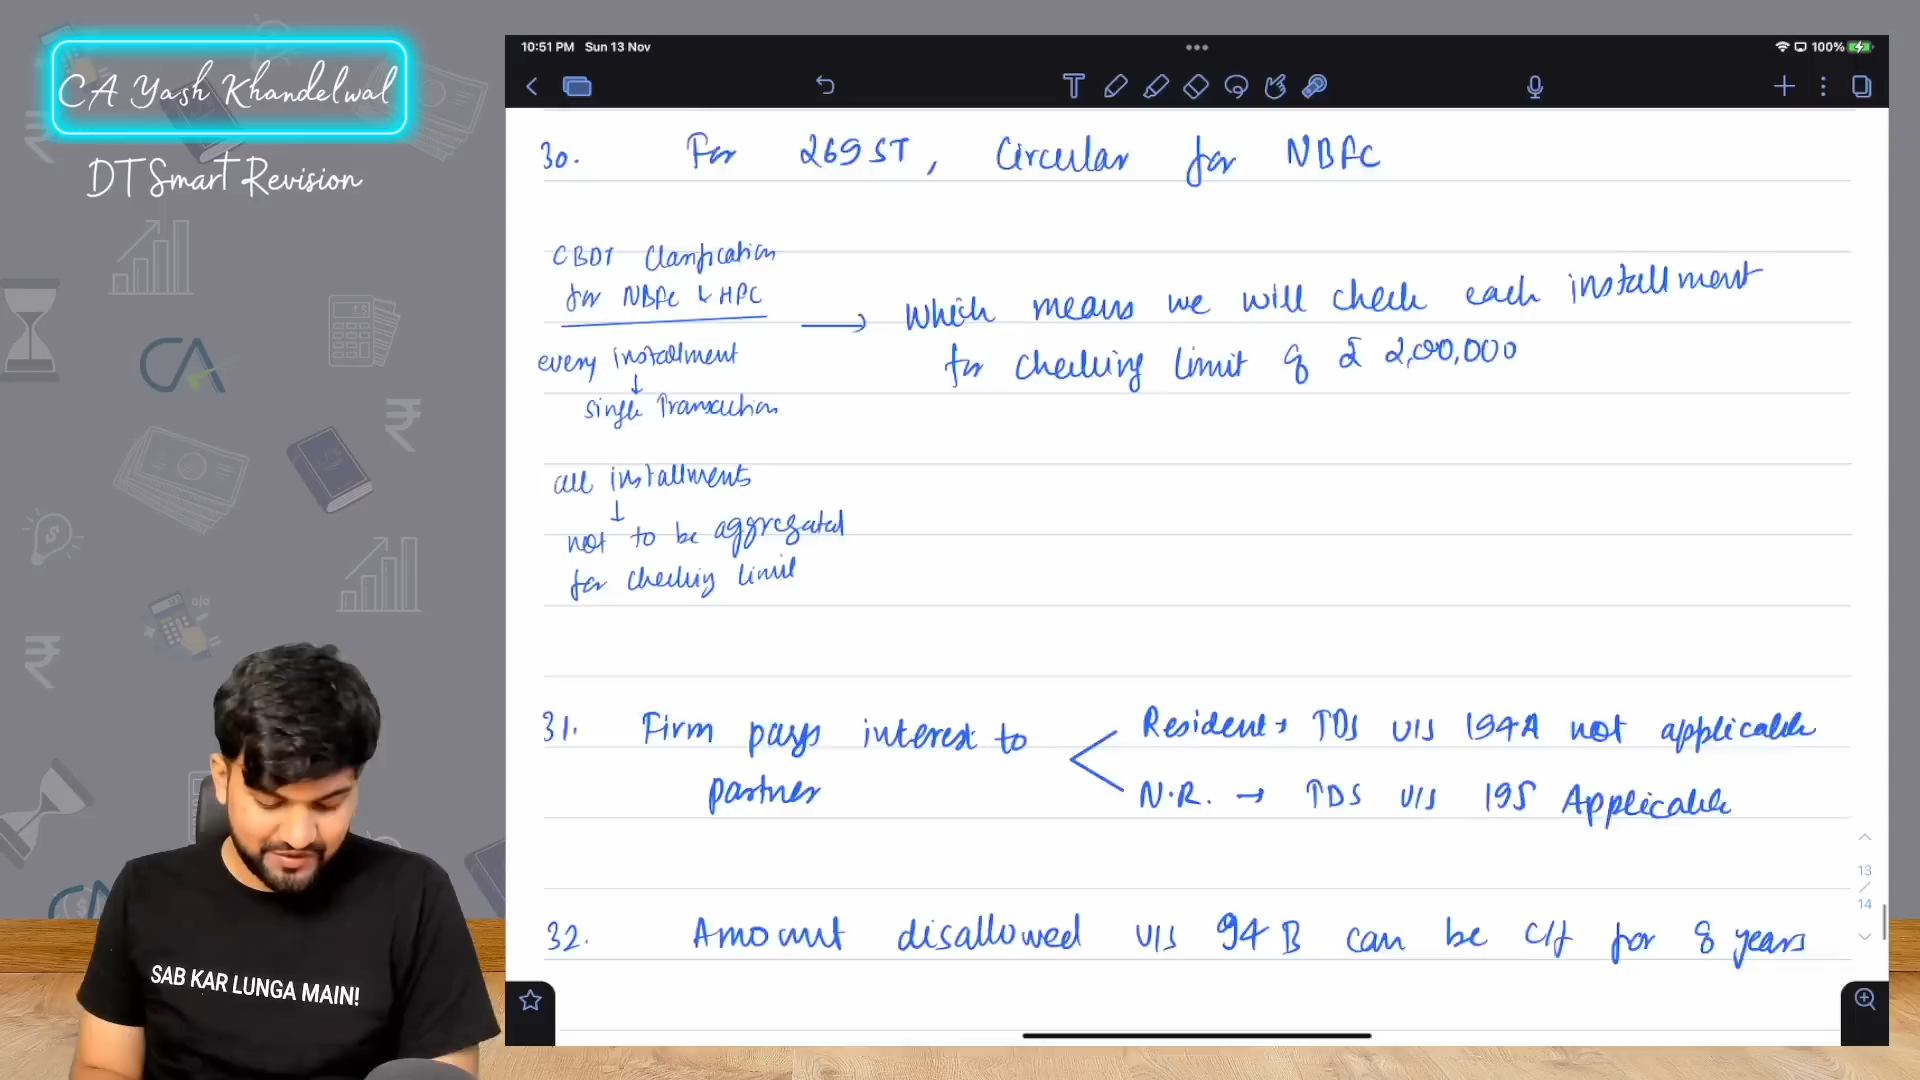 CA Yash Khandelwal
DT Smart Revision
10:51 PM Sun 13 Nov
100%
30. For 269ST, Circular for NBFC
CBDT Clarification
for NBFC & HFC
every installment
↓
single Transaction
all installments
↓
not to be aggregated
for checking limit
→ Which means we will check each installment
for checking limit of ₹ 2,00,000
31. Firm pays interest to
partner
Resident → TDS u/s 194A not applicable
N.R. → TDS u/s 195 Applicable
32. Amount disallowed u/s 94B can be c/f for 8 years
13
/
14
SAB KAR LUNGA MAIN!